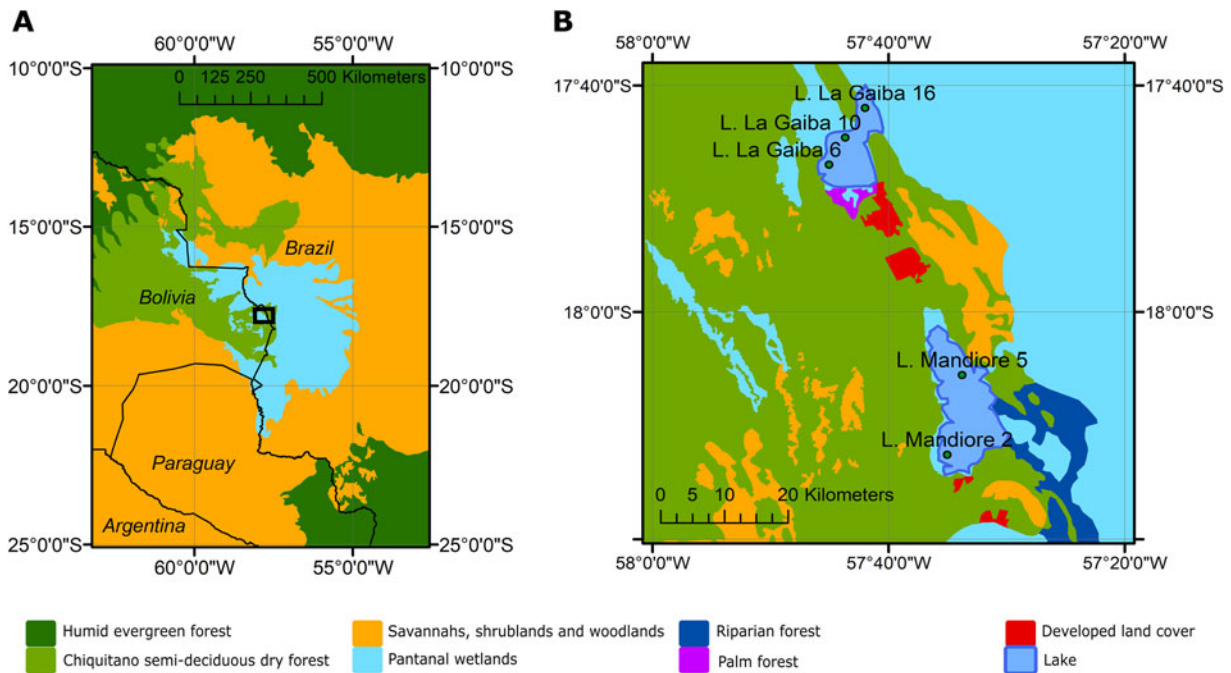 A
60°0'0"W 55°0'0"W
0 125 250 500 Kilometers
10°0'0"S 10°0'0"S
15°0'0"S 15°0'0"S
Brazil
Bolivia
20°0'0"S 20°0'0"S
Paraguay
Argentina
25°0'0"S 25°0'0"S
60°0'0"W 55°0'0"W
B
58°0'0"W 57°40'0"W 57°20'0"W
17°40'0"S 17°40'0"S
L. La Gaiba 16
L. La Gaiba 10
L. La Gaiba 6
18°0'0"S 18°0'0"S
L. Mandiore 5
L. Mandiore 2
0 5 10 20 Kilometers
58°0'0"W 57°40'0"W 57°20'0"W
Humid evergreen forest
Chiquitano semi-deciduous dry forest
Savannahs, shrublands and woodlands
Pantanal wetlands
Riparian forest
Palm forest
Developed land cover
Lake